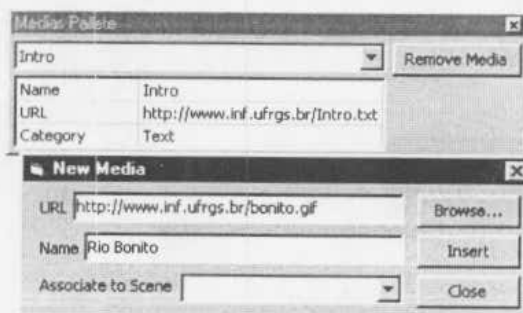 Medias Pallete
Intro
Remove Media
Name Intro
URL http://www.inf.ufrgs.br/Intro.txt
Category Text
New Media
URL http://www.inf.ufrgs.br/bonito.gif
Browse...
Name Rio Bonito
Insert
Associate to Scene
Close